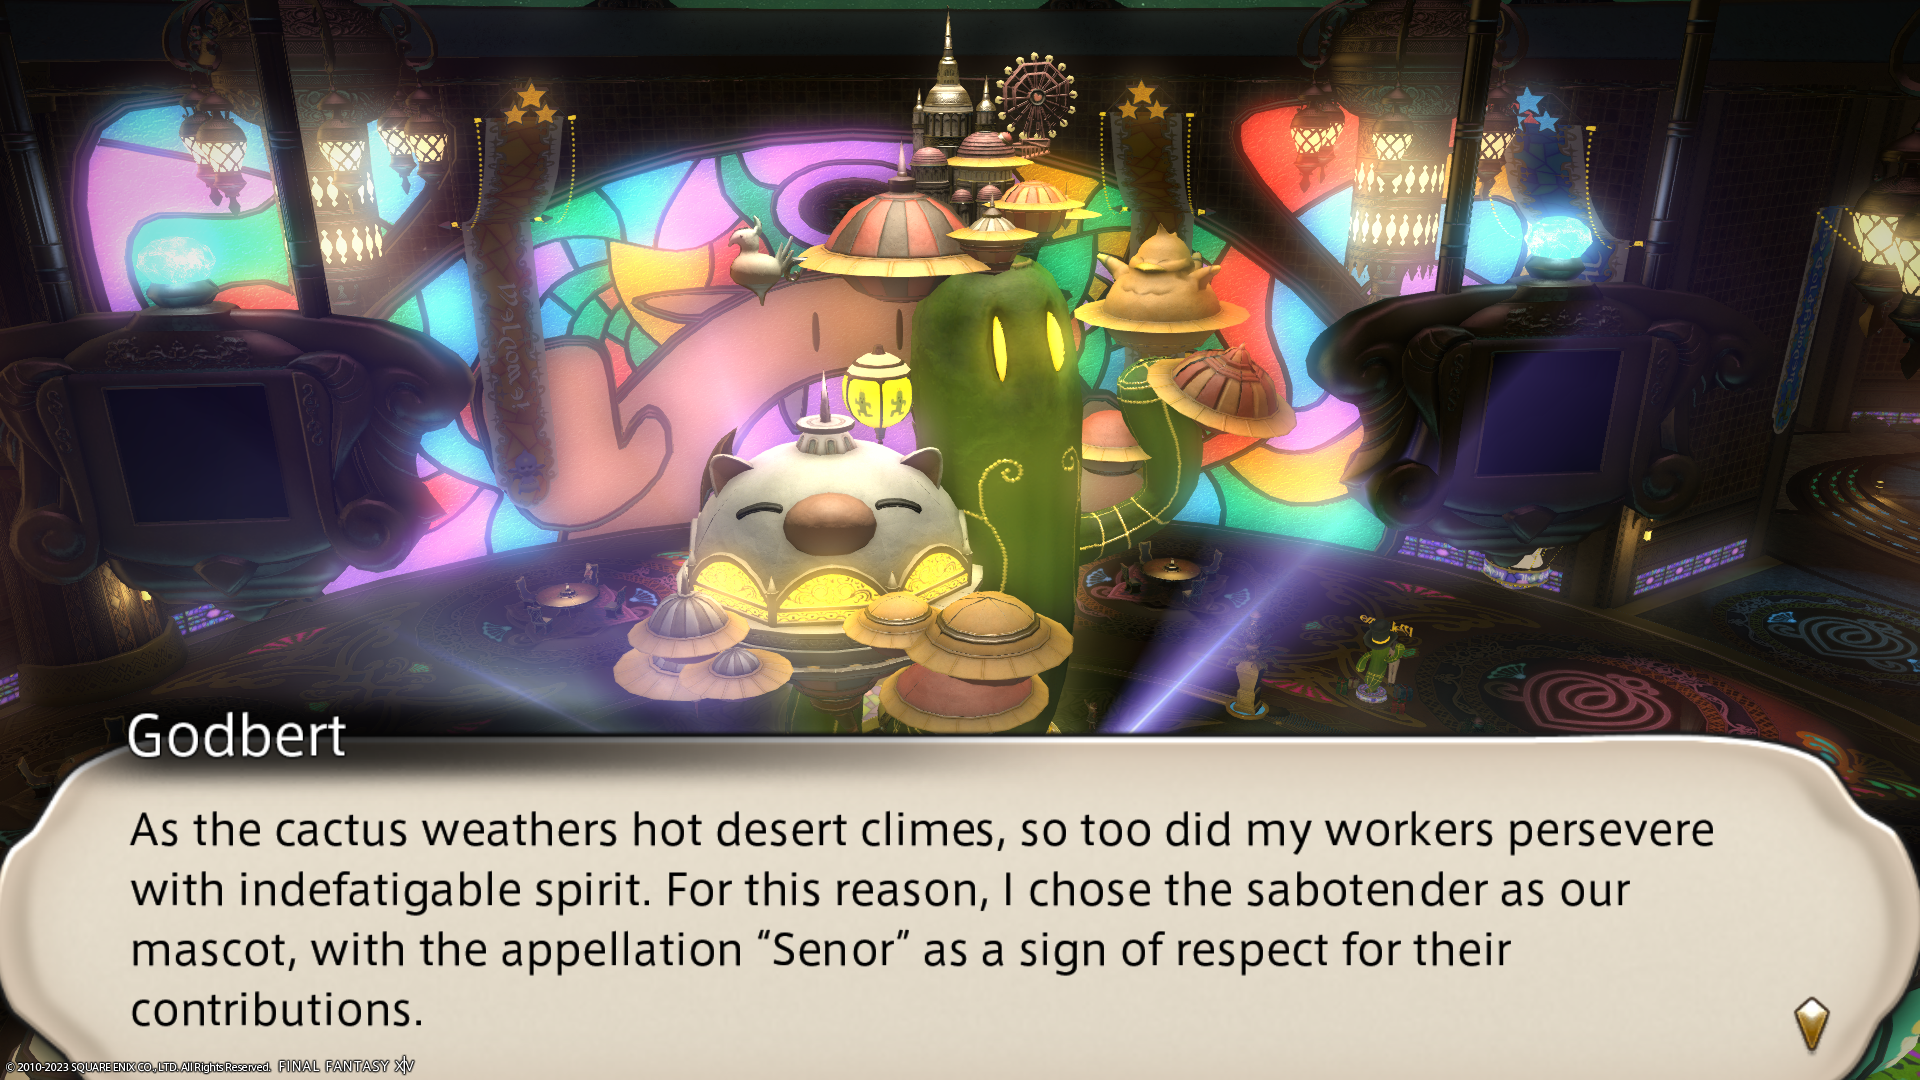 Godbert
As the cactus weathers hot desert climes, so too did my workers persevere
with indefatigable spirit. For this reason, I chose the sabotender as our
mascot, with the appellation “Senor” as a sign of respect for their
contributions.
© 2010-2023 SQUARE ENIX CO., LTD. All Rights Reserved. FINAL FANTASY XIV